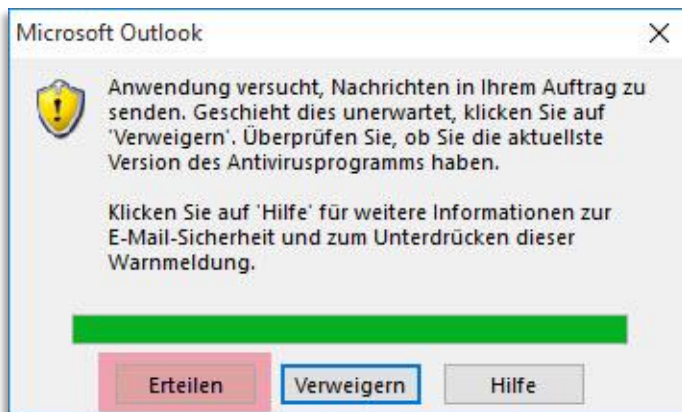 Microsoft Outlook
Anwendung versucht, Nachrichten in Ihrem Auftrag zu
senden. Geschieht dies unerwartet, klicken Sie auf
'Verweigern'. Überprüfen Sie, ob Sie die aktuellste
Version des Antivirusprogramms haben.
Klicken Sie auf 'Hilfe' für weitere Informationen zur
E-Mail-Sicherheit und zum Unterdrücken dieser
Warnmeldung.
Erteilen Verweigern Hilfe